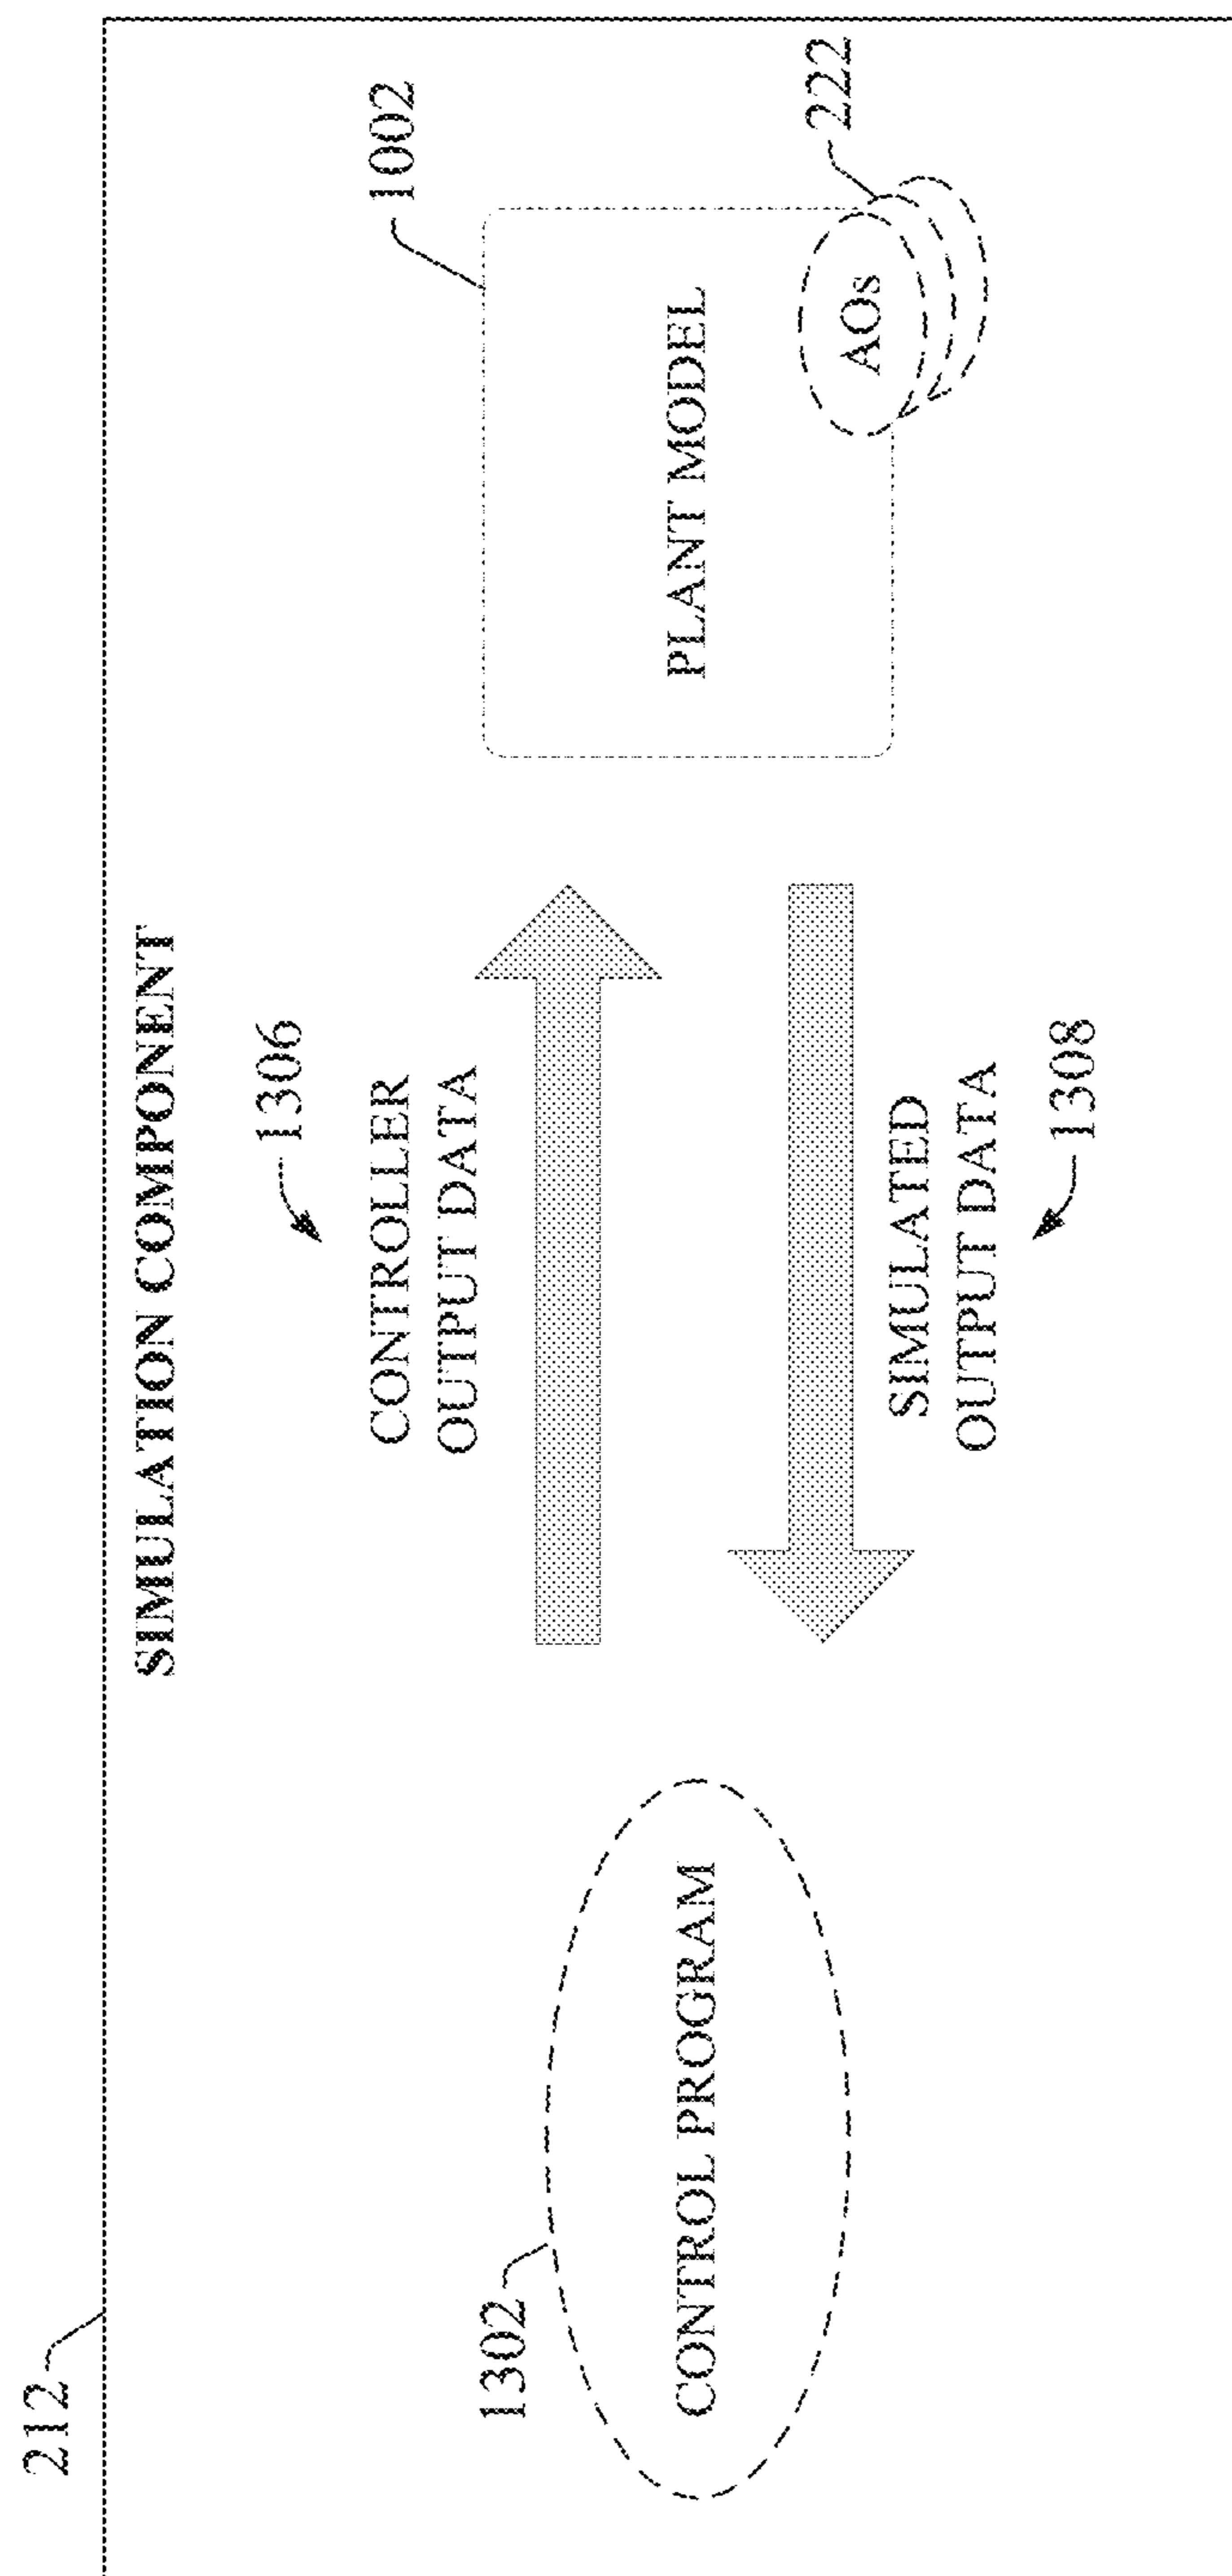 212
SIMULATION COMPONENT
1306
CONTROLLER
OUTPUT DATA
1002
1302
CONTROL PROGRAM
PLANT MODEL
AOs
222
SIMULATED
OUTPUT DATA
1308